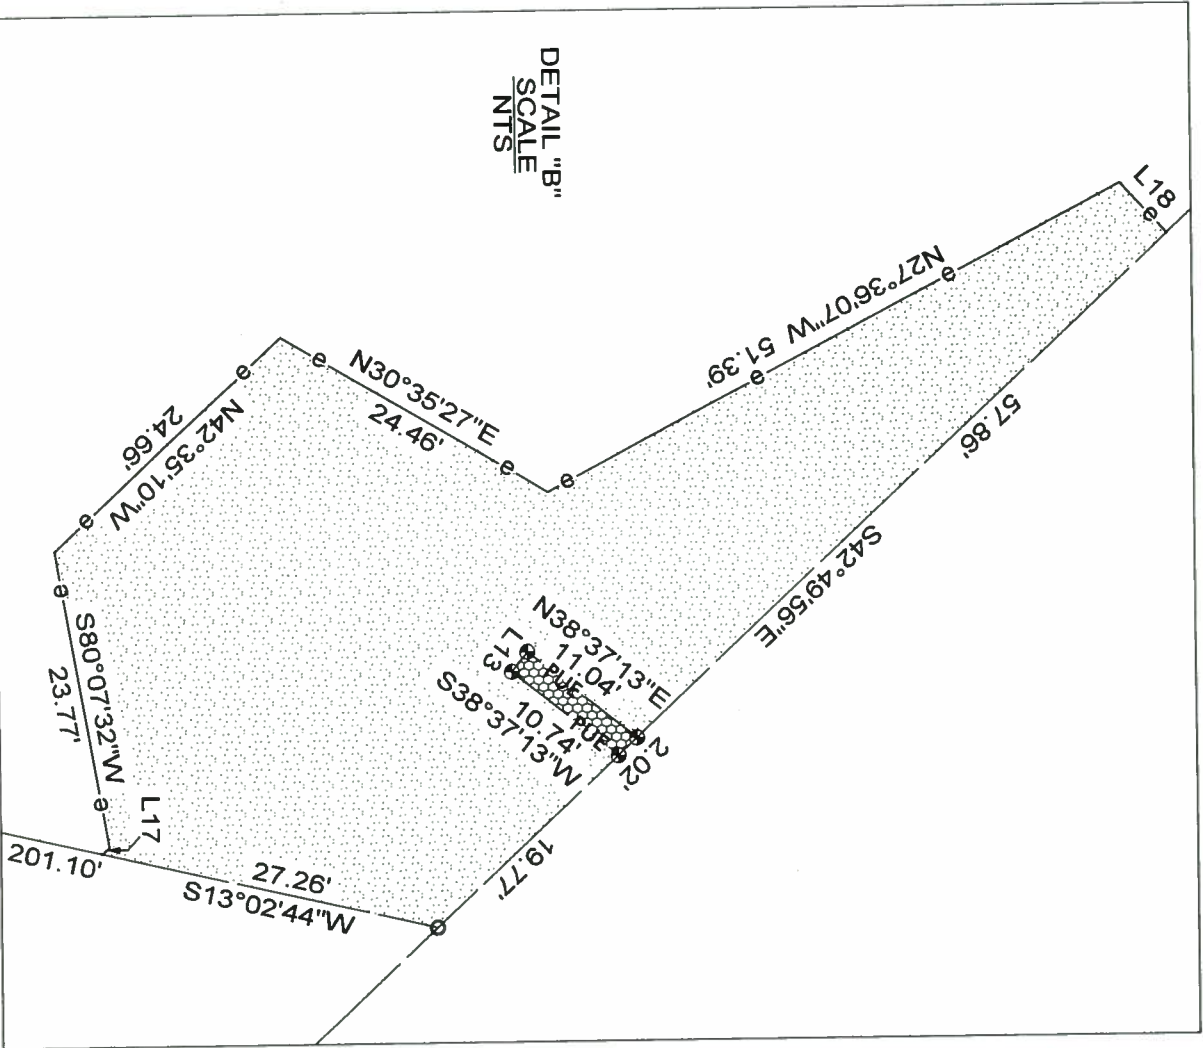 DETAIL "B"
SCALE
NTS
L18
e
N27°36'07"W 51.39'
e
e
e
57.86'
S42°49'56"E
N30°35'27"E
24.46'
e
e
N42°35'10"W
24.66'
e
e
S80°07'32"W
23.77'
e
e
L17
N38°37'13"E
11.04'
PUE
L13
PUE
10.74'
S38°37'13"W
2.02'
19.77'
27.26'
S13°02'44"W
201.10'